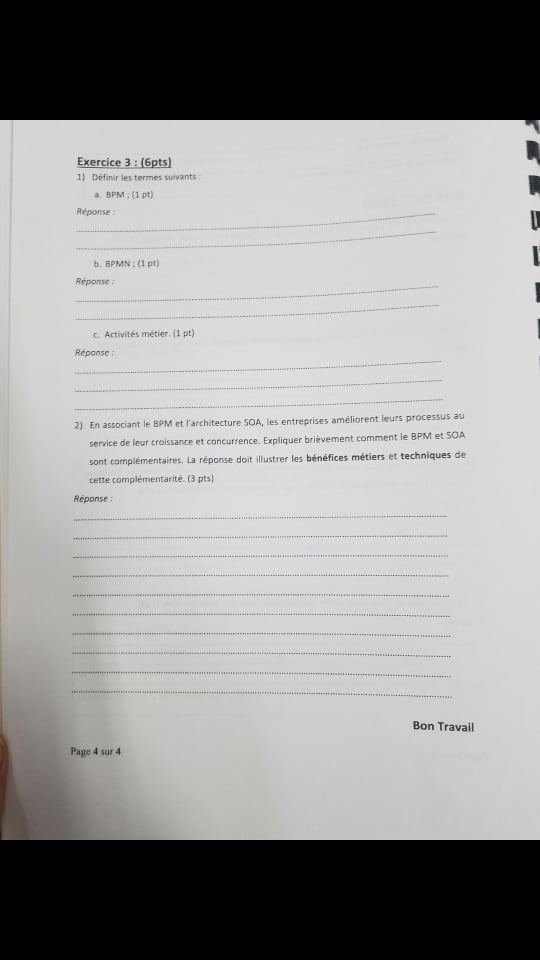 Exercice 3 : (6pts)
1) Définir les termes suivants :
a. BPM ; (1 pt)
Réponse :
b. BPMN ; (1 pt)
Réponse :
c. Activités métier. (1 pt)
Réponse :
2) En associant le BPM et l'architecture SOA, les entreprises améliorent leurs processus au
service de leur croissance et concurrence. Expliquer brièvement comment le BPM et SOA
sont complémentaires. La réponse doit illustrer les bénéfices métiers et techniques de
cette complémentarité. (3 pts)
Réponse :
Bon Travail
Page 4 sur 4